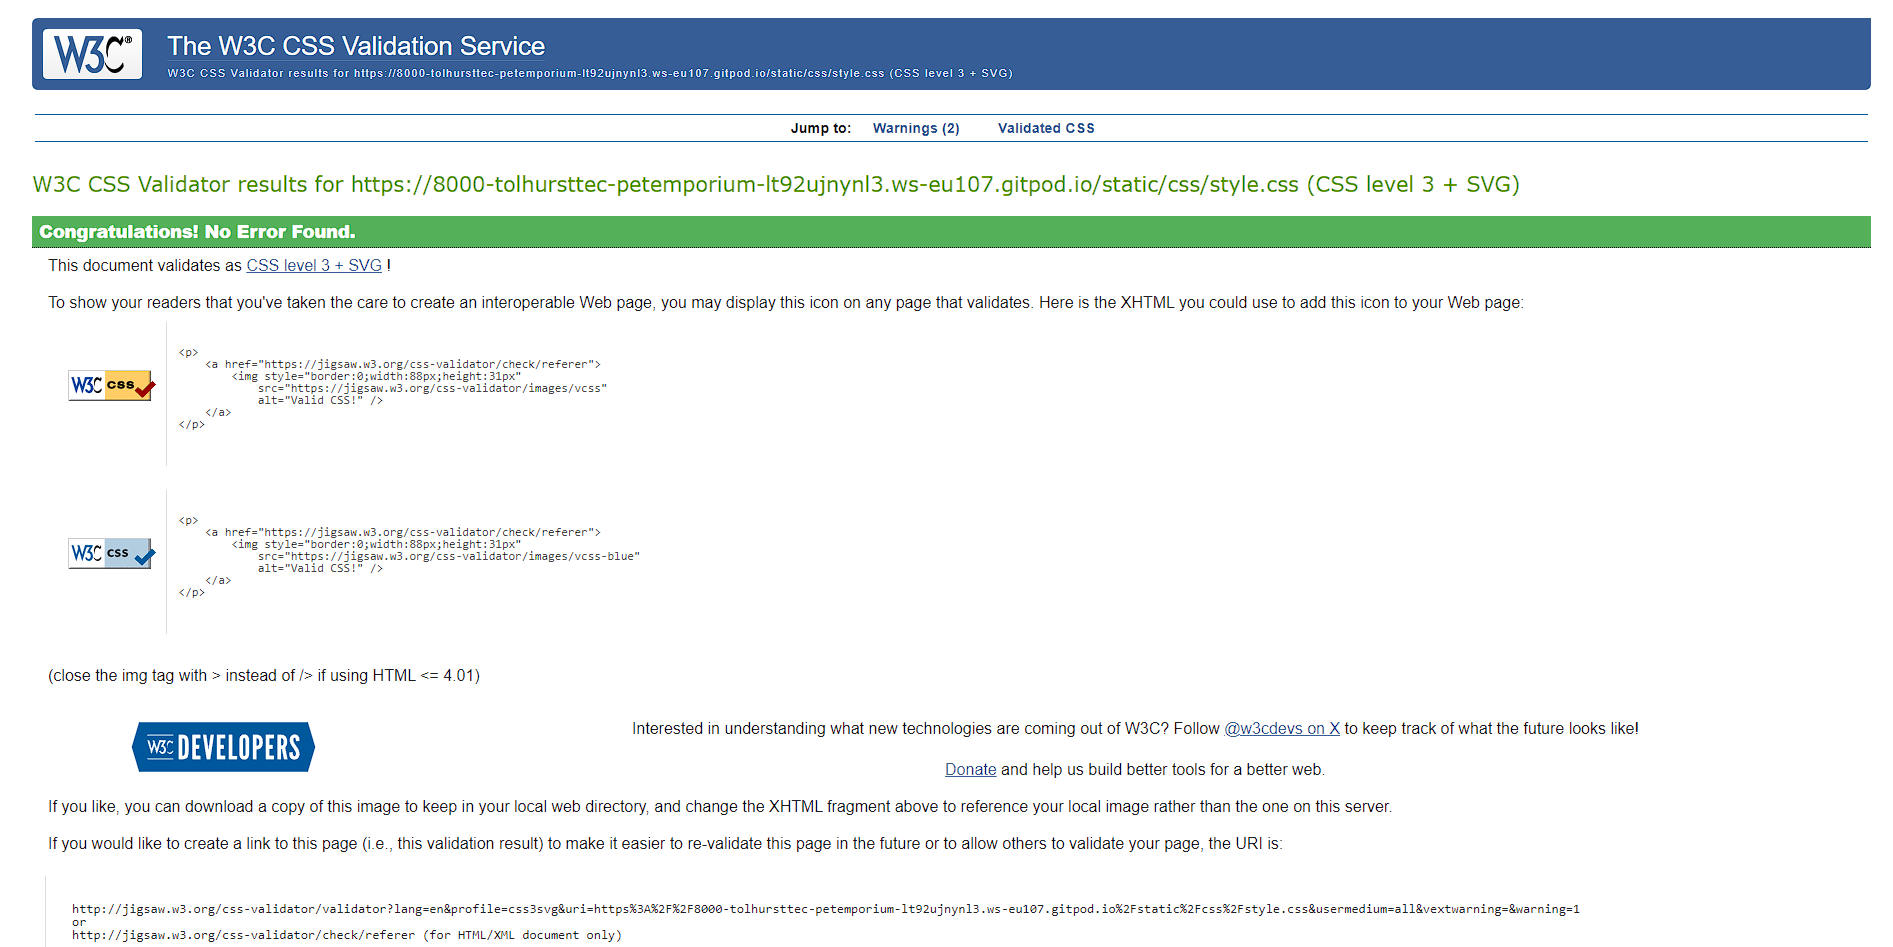 W3C®
The W3C CSS Validation Service
W3C CSS Validator results for https://8000-tolhursttec-petemporium-lt92ujnynl3.ws-eu107.gitpod.io/static/css/style.css (CSS level 3 + SVG)
Jump to: Warnings (2) Validated CSS
W3C CSS Validator results for https://8000-tolhursttec-petemporium-lt92ujnynl3.ws-eu107.gitpod.io/static/css/style.css (CSS level 3 + SVG)
Congratulations! No Error Found.
This document validates as CSS level 3 + SVG !
To show your readers that you've taken the care to create an interoperable Web page, you may display this icon on any page that validates. Here is the XHTML you could use to add this icon to your Web page:
W3C css
<p>
    <a href="https://jigsaw.w3.org/css-validator/check/referer">
        <img style="border:0;width:88px;height:31px"
            src="https://jigsaw.w3.org/css-validator/images/vcss"
            alt="Valid CSS!" />
    </a>
</p>
W3C css
<p>
    <a href="https://jigsaw.w3.org/css-validator/check/referer">
        <img style="border:0;width:88px;height:31px"
            src="https://jigsaw.w3.org/css-validator/images/vcss-blue"
            alt="Valid CSS!" />
    </a>
</p>
(close the img tag with > instead of /> if using HTML <= 4.01)
W3C DEVELOPERS
Interested in understanding what new technologies are coming out of W3C? Follow @w3cdevs on X to keep track of what the future looks like!
Donate and help us build better tools for a better web.
If you like, you can download a copy of this image to keep in your local web directory, and change the XHTML fragment above to reference your local image rather than the one on this server.
If you would like to create a link to this page (i.e., this validation result) to make it easier to re-validate this page in the future or to allow others to validate your page, the URI is:
http://jigsaw.w3.org/css-validator/validator?lang=en&profile=css3svg&uri=https%3A%2F%2F8000-tolhursttec-petemporium-lt92ujnynl3.ws-eu107.gitpod.io%2Fstatic%2Fcss%2Fstyle.css&usermedium=all&vextwarning=&warning=1
or
http://jigsaw.w3.org/css-validator/check/referer (for HTML/XML document only)